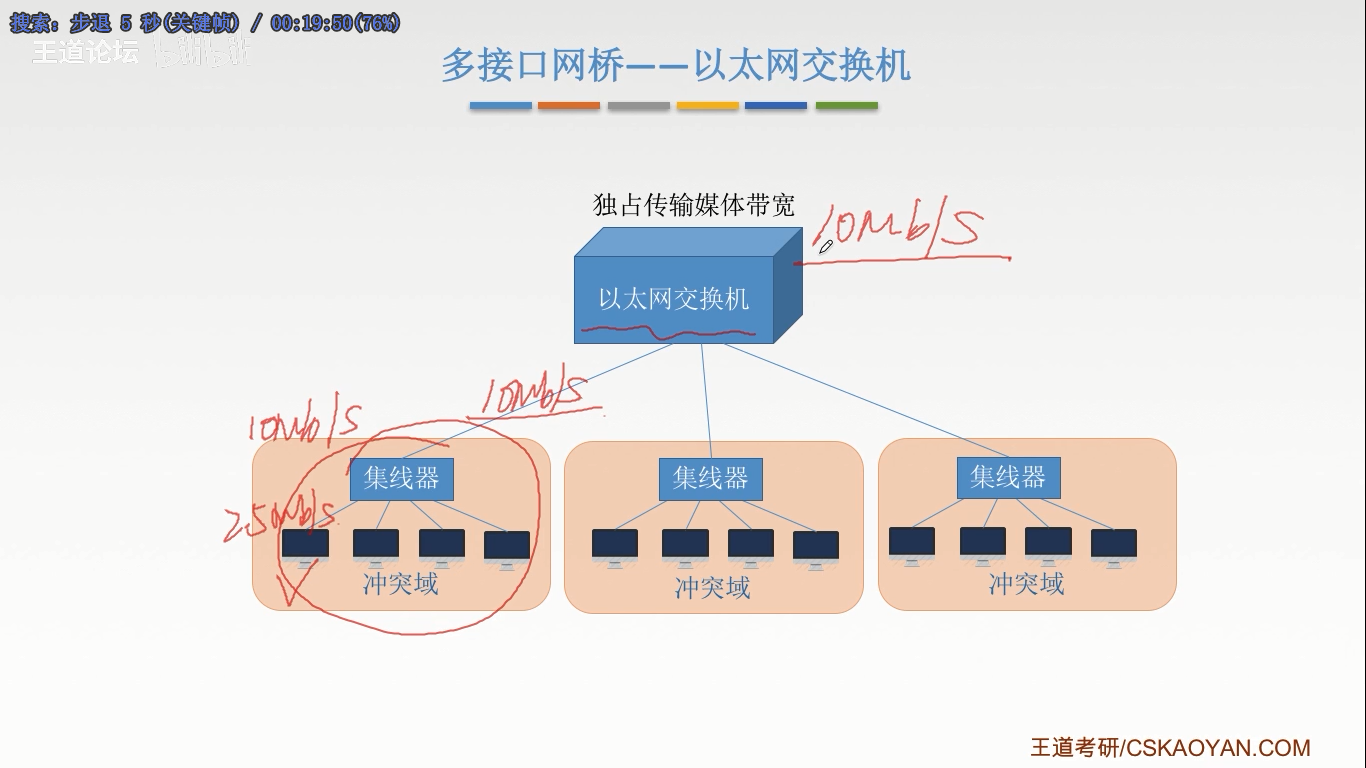 搜索: 步退 5 秒(关键帧) / 00:19:50(76%)
王道论坛 bilibili
多接口网桥——以太网交换机
独占传输媒体带宽
10Mb/s
以太网交换机
10Mb/s
10Mb/s
集线器
集线器
集线器
2.5Mb/s
冲突域
冲突域
冲突域
王道考研/CSKAOYAN.COM